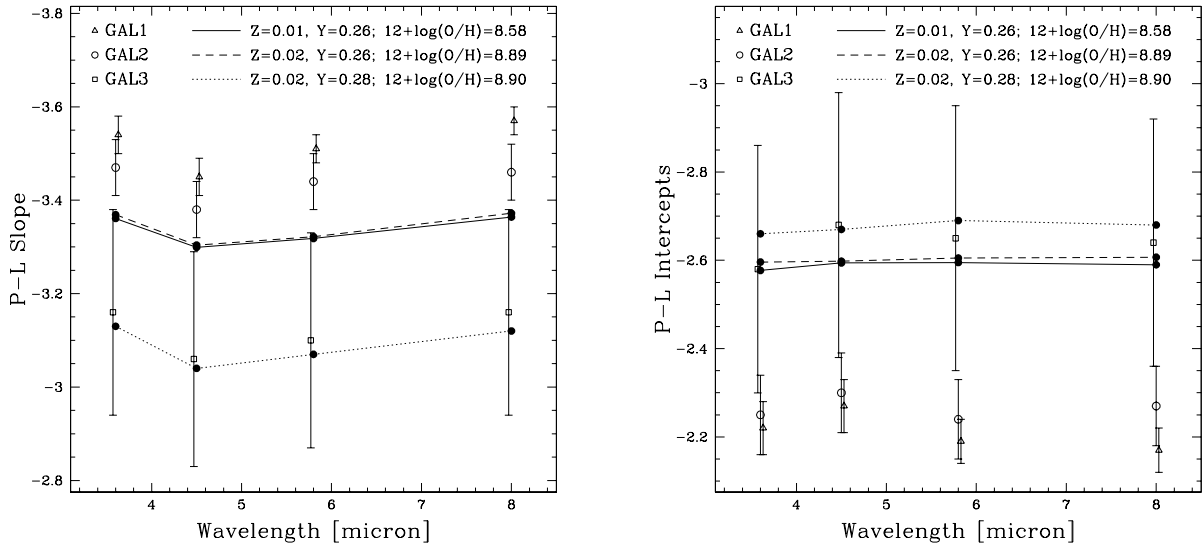 GAL1 Z=0.01, Y=0.26; 12+log(O/H)=8.58
GAL2 Z=0.02, Y=0.26; 12+log(O/H)=8.89
GAL3 Z=0.02, Y=0.28; 12+log(O/H)=8.90
-3.8
-3.6
-3.4
-3.2
-3
-2.8
P-L Slope
4 5 6 7 8
Wavelength [micron]
GAL1 Z=0.01, Y=0.26; 12+log(O/H)=8.58
GAL2 Z=0.02, Y=0.26; 12+log(O/H)=8.89
GAL3 Z=0.02, Y=0.28; 12+log(O/H)=8.90
-3
-2.8
-2.6
-2.4
-2.2
P-L Intercepts
4 5 6 7 8
Wavelength [micron]